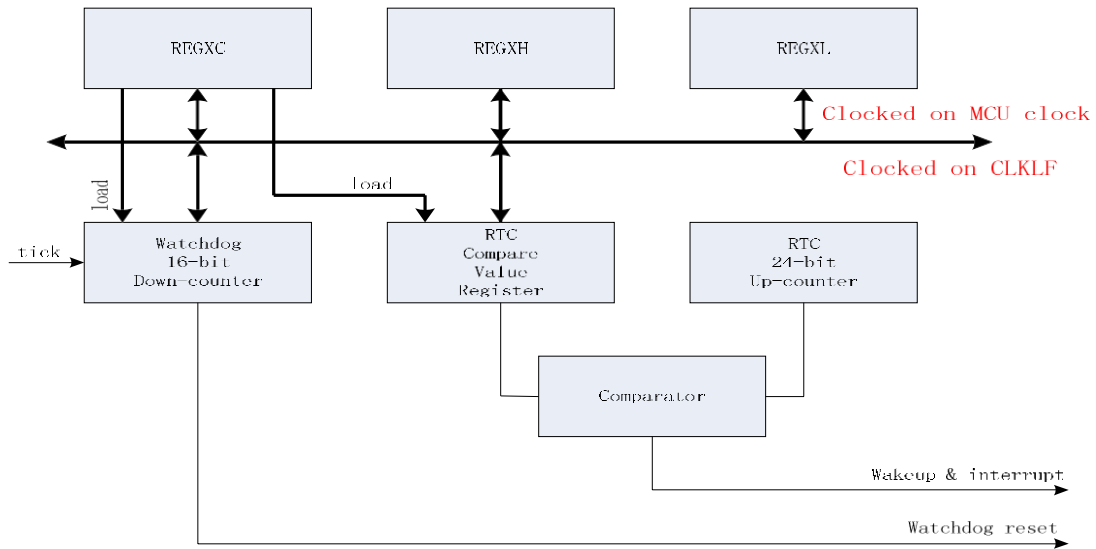 REGXC
REGXH
REGXL
Clocked on MCU clock
Clocked on CLKLF
load
load
tick
Watchdog
16-bit
Down-counter
RTC
Compare
Value
Register
RTC
24-bit
Up-counter
Comparator
Wakeup & interrupt
Watchdog reset